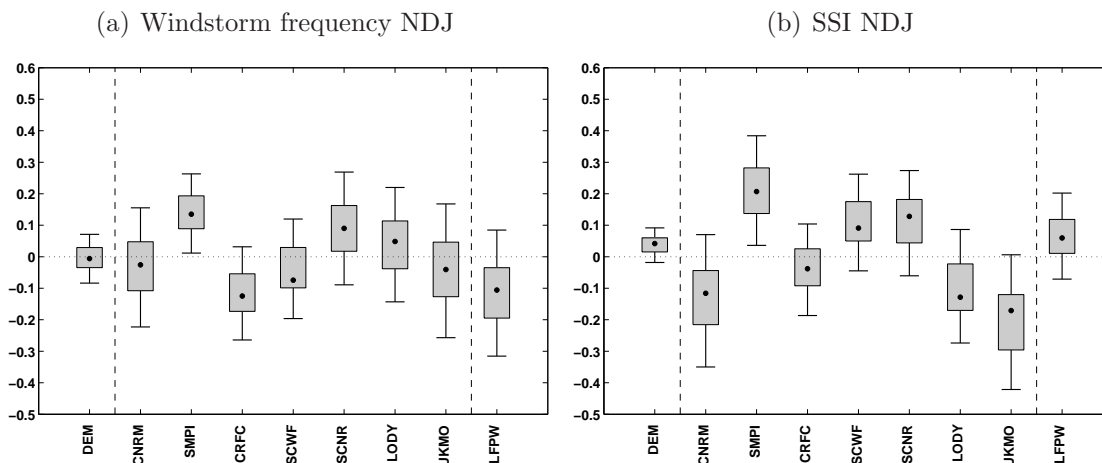 (a) Windstorm frequency NDJ
0.6
0.5
0.4
0.3
0.2
0.1
0
−0.1
−0.2
−0.3
−0.4
−0.5
DEM
CNRM
SMPI
CRFC
SCWF
SCNR
LODY
UKMO
LFPW
(b) SSI NDJ
0.6
0.5
0.4
0.3
0.2
0.1
0
−0.1
−0.2
−0.3
−0.4
−0.5
DEM
CNRM
SMPI
CRFC
SCWF
SCNR
LODY
UKMO
LFPW